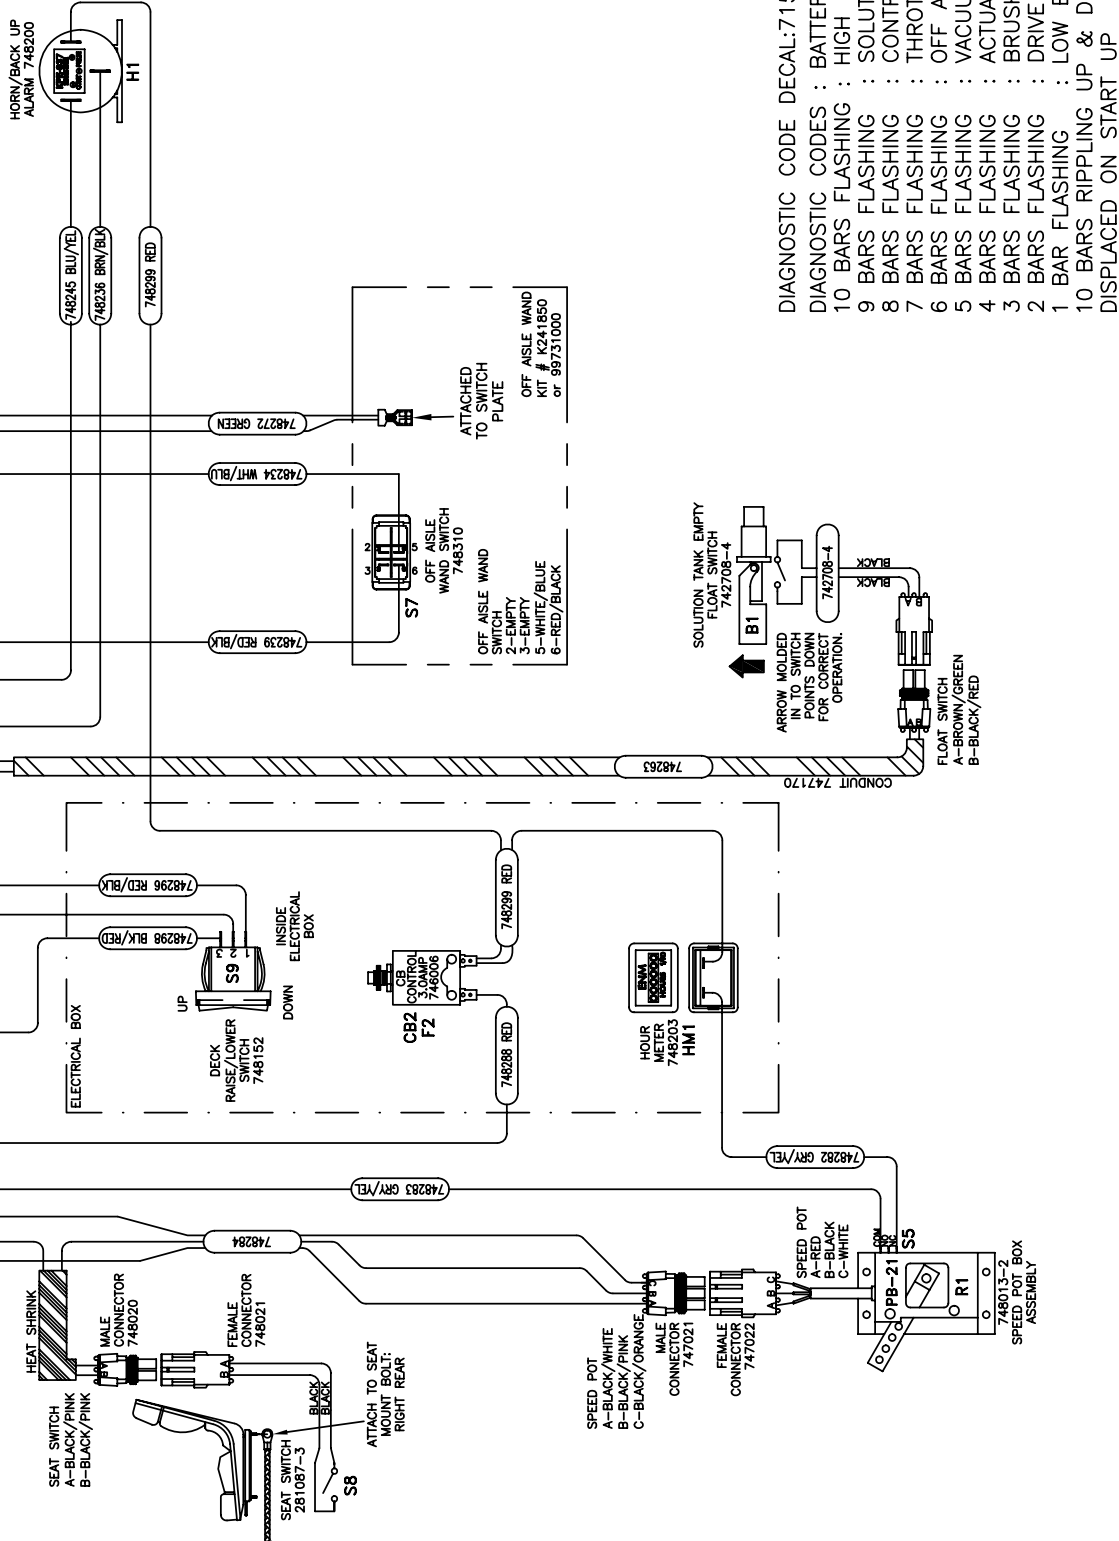 HORN/BACK UP
ALARM 748200
H1
748245 BLU/YEL
748236 BRN/BLK
748299 RED
DIAGNOSTIC CODE DECAL:
DIAGNOSTIC CODES :
10 BARS FLASHING : HIGH
9 BARS FLASHING :
8 BARS FLASHING :
7 BARS FLASHING :
6 BARS FLASHING : OFF
5 BARS FLASHING :
4 BARS FLASHING :
3 BARS FLASHING :
2 BARS FLASHING : DRIVE
1 BAR FLASHING : LOW
10 BARS RIPPLING UP &
DISPLACED ON START UP
748272 GREEN
748234 WHT/BLU
748239 RED/BLK
ATTACHED
TO SWITCH
PLATE
OFF AISLE WAND
KIT # K241850
or 99731000
2
3
5
6
S7
OFF AISLE
WAND SWITCH
748310
OFF AISLE WAND
SWITCH
2-EMPTY
3-EMPTY
5-WHITE/BLUE
6-RED/BLACK
SOLUTION TANK EMPTY
FLOAT SWITCH
742708-4
B1
742708-4
BLACK
BLACK
ARROW MOLDED
IN TO SWITCH
POINTS DOWN
FOR CORRECT
OPERATION.
A
B
A B
FLOAT SWITCH
A-BROWN/GREEN
B-BLACK/RED
748263
CONDUIT 747170
748296 RED/BLK
748298 BLK/RED
3
2
1
S9
UP
DOWN
INSIDE
ELECTRICAL
BOX
DECK
RAISE/LOWER
SWITCH
748152
ELECTRICAL BOX
CB
CONTROL
3.0AMP
746006
CB2
F2
748299 RED
748288 RED
ENM
HOURS
HOUR
METER
748203
HM1
748282 GRY/YEL
748283 GRY/YEL
748284
HEAT SHRINK
MALE
CONNECTOR
748020
FEMALE
CONNECTOR
748021
B A
B A
SEAT SWITCH
A-BLACK/PINK
B-BLACK/PINK
BLACK
BLACK
ATTACH TO SEAT
MOUNT BOLT:
RIGHT REAR
SEAT SWITCH
281087-3
S8
SPEED POT
A-BLACK/WHITE
B-BLACK/PINK
C-BLACK/ORANGE
A B C
MALE
CONNECTOR
747021
A B C
FEMALE
CONNECTOR
747022
SPEED POT
A-RED
B-BLACK
C-WHITE
COM
NO
NC
S5
PB-21
R1
748013-2
SPEED POT BOX
ASSEMBLY